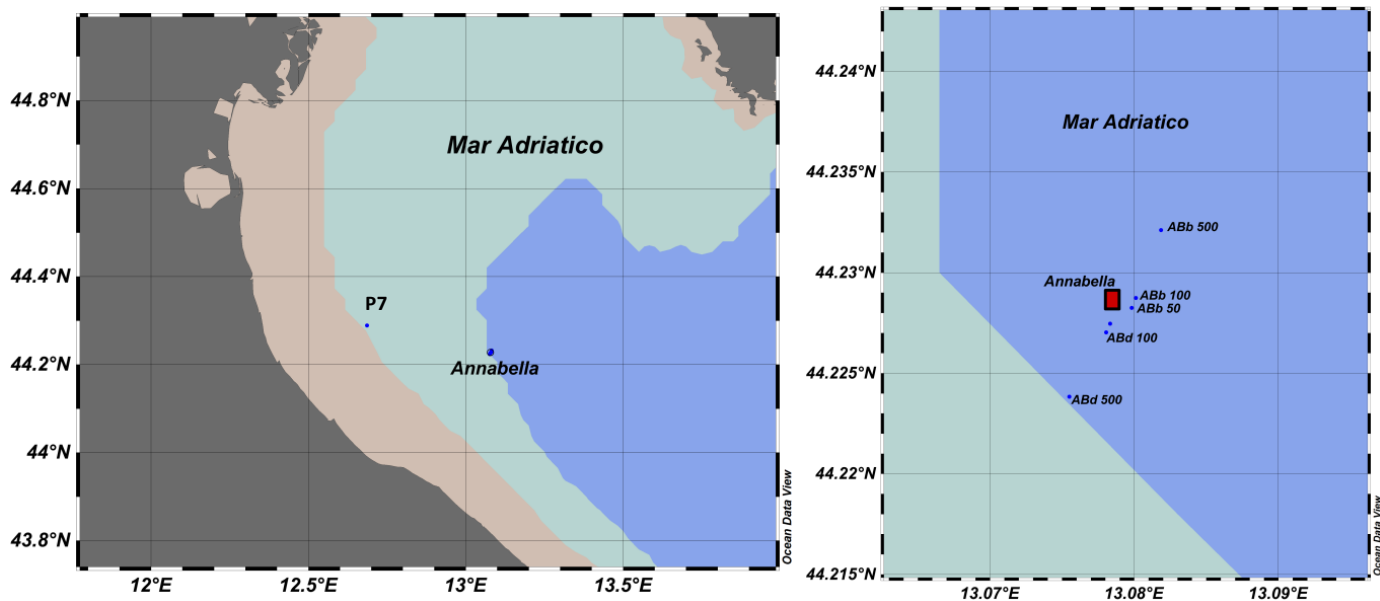 44.8°N
44.6°N
44.4°N
44.2°N
44°N
43.8°N
12°E
12.5°E
13°E
13.5°E
Mar Adriatico
P7
Annabella
Ocean Data View
44.24°N
44.235°N
44.23°N
44.225°N
44.22°N
44.215°N
13.07°E
13.08°E
13.09°E
Mar Adriatico
ABb 500
Annabella
ABb 100
ABb 50
ABd 100
ABd 500
Ocean Data View